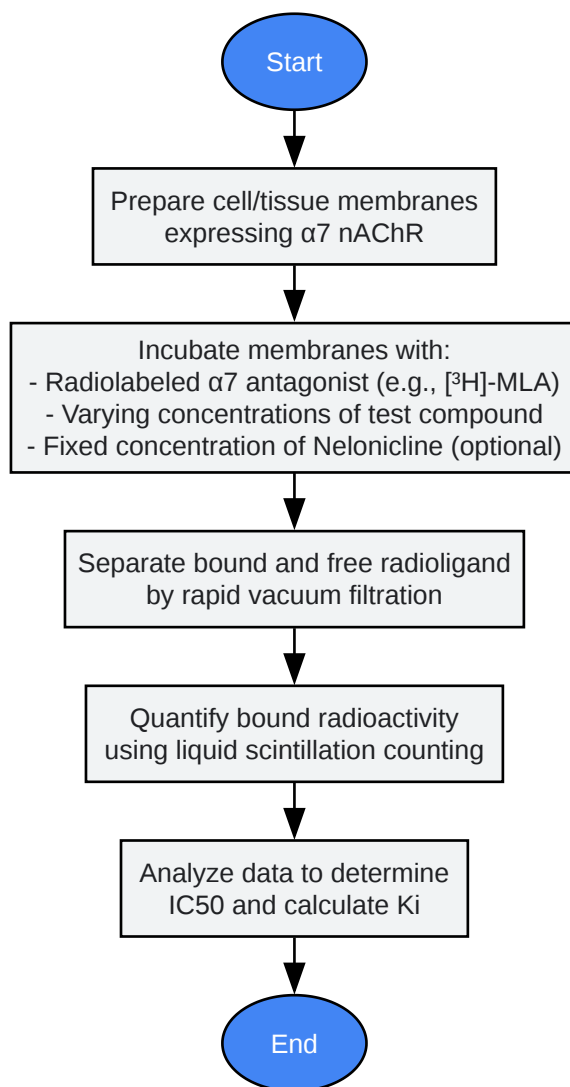 Start
Prepare cell/tissue membranes
expressing α7 nAChR
Incubate membranes with:
- Radiolabeled α7 antagonist (e.g., [³H]-MLA)
- Varying concentrations of test compound
- Fixed concentration of Nelonicline (optional)
Separate bound and free radioligand
by rapid vacuum filtration
Quantify bound radioactivity
using liquid scintillation counting
Analyze data to determine
IC50 and calculate Ki
End